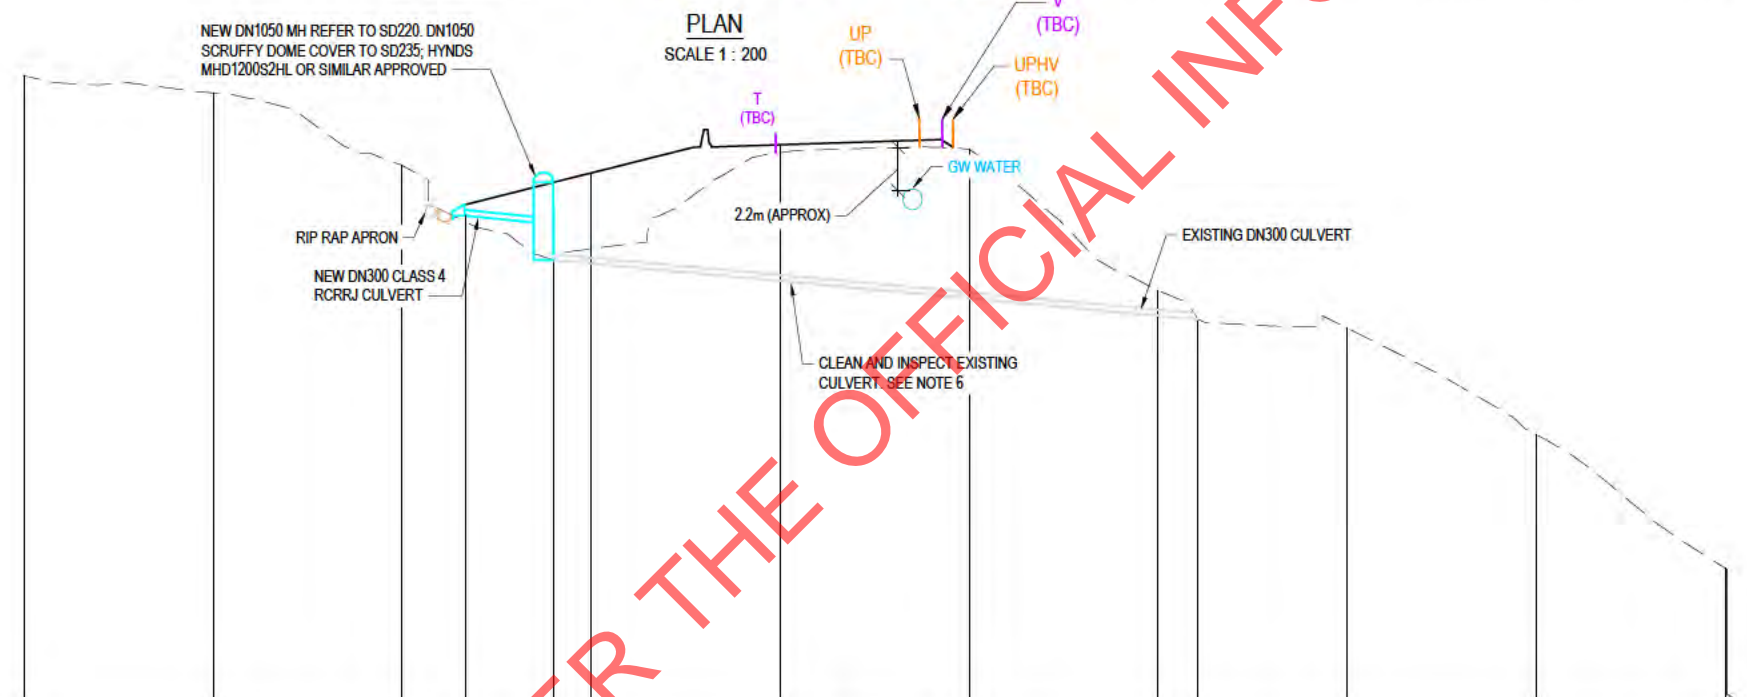 NEW DN1050 MH REFER TO SD220. DN1050
SCRUFFY DOME COVER TO SD235; HYNDS
MHD1200S2HL OR SIMILAR APPROVED
PLAN
SCALE 1 : 200
V
(TBC)
UP
(TBC)
UPHV
(TBC)
T
(TBC)
GW WATER
2.2m (APPROX)
RIP RAP APRON
NEW DN300 CLASS 4
RCRRJ CULVERT
EXISTING DN300 CULVERT
CLEAN AND INSPECT EXISTING
CULVERT. SEE NOTE 6
ER THE OFFICIAL INFO